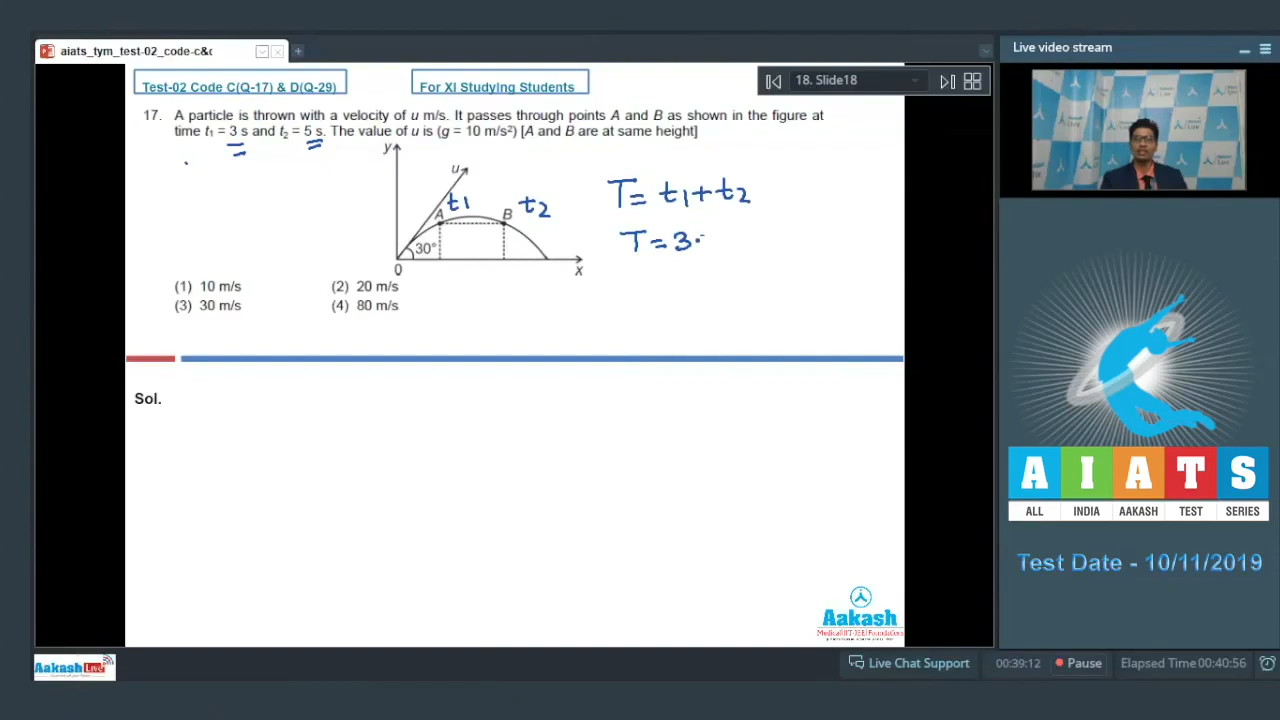 aiats_tym_test-02_code-c&d
Live video stream
Test-02 Code C(Q-17) & D(Q-29)
For XI Studying Students
18. Slide18
17. A particle is thrown with a velocity of u m/s. It passes through points A and B as shown in the figure at
time t₁ = 3 s and t₂ = 5 s. The value of u is (g = 10 m/s²) [A and B are at same height]
y
u
t₁
t₂
A
B
30°
0
x
T = t₁ + t₂
T = 3
(1) 10 m/s
(2) 20 m/s
(3) 30 m/s
(4) 80 m/s
Sol.
A I A T S
ALL INDIA AAKASH TEST SERIES
Test Date - 10/11/2019
Aakash
Medical|IIT-JEE|Foundations
Aakash Live
Live Chat Support
00:39:12
Pause
Elapsed Time 00:40:56